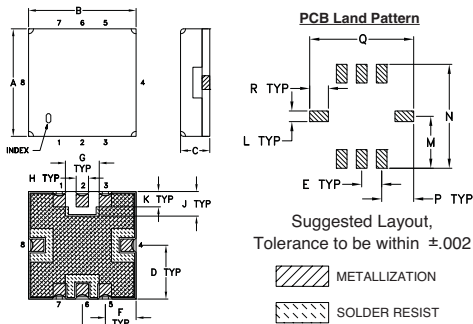 B
7 6 5
A
8
4
INDEX
1 2 3
C
PCB Land Pattern
Q
R TYP
L TYP
N
M
E TYP
P TYP
G
TYP
H TYP
1 2 3
K TYP
J TYP
8
4
D TYP
7 6 5
F
TYP
Suggested Layout,
Tolerance to be within ±.002
METALLIZATION
SOLDER RESIST